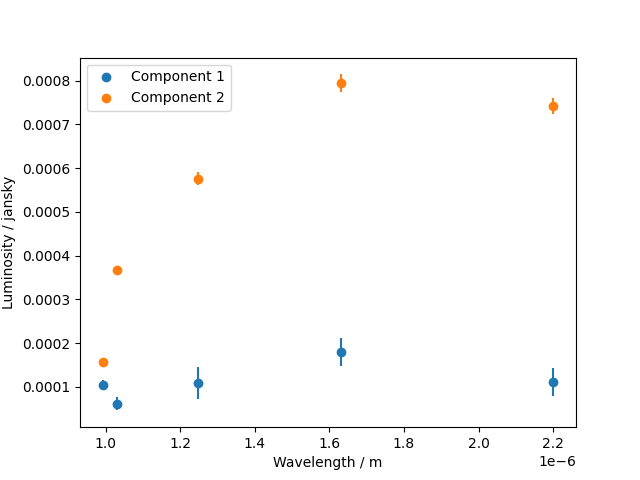 Component 1
Component 2
0.0008
0.0007
0.0006
0.0005
0.0004
0.0003
0.0002
0.0001
Luminosity / jansky
1.0 1.2 1.4 1.6 1.8 2.0 2.2
1e−6
Wavelength / m